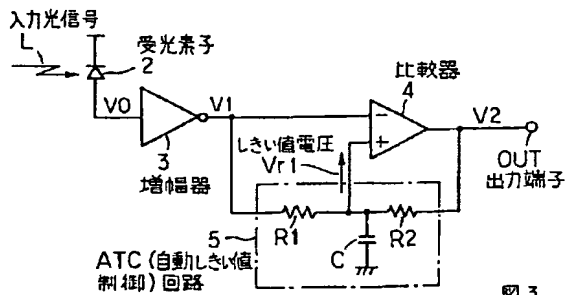 入力光信号
L
受光素子
2
V0
V1
3
増幅器
比較器
4
V2
OUT
出力端子
しきい値電圧
Vr1
5
R1
C
R2
ATC(自動しきい値
制御)回路
図3